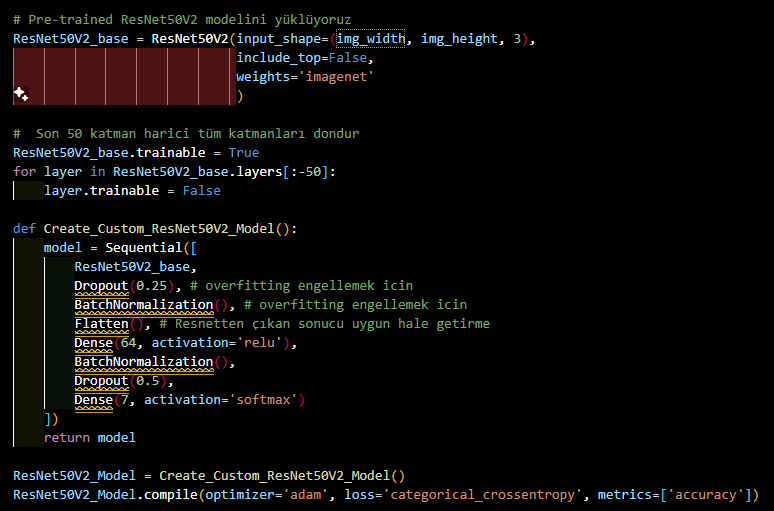 # Pre-trained ResNet50V2 modelini yüklüyoruz
ResNet50V2_base = ResNet50V2(input_shape=(img_width, img_height, 3),
include_top=False,
weights='imagenet'
)
#  Son 50 katman harici tüm katmanları dondur
ResNet50V2_base.trainable = True
for layer in ResNet50V2_base.layers[:-50]:
layer.trainable = False
def Create_Custom_ResNet50V2_Model():
model = Sequential([
ResNet50V2_base,
Dropout(0.25), # overfitting engellemek icin
BatchNormalization(), # overfitting engellemek icin
Flatten(), # Resnetten çıkan sonucu uygun hale getirme
Dense(64, activation='relu'),
BatchNormalization(),
Dropout(0.5),
Dense(7, activation='softmax')
])
return model
ResNet50V2_Model = Create_Custom_ResNet50V2_Model()
ResNet50V2_Model.compile(optimizer='adam', loss='categorical_crossentropy', metrics=['accuracy'])